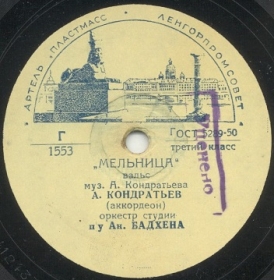 АРТЕЛЬ „ПЛАСТМАСС" • ЛЕНГОРПРОМСОВЕТ •
Г
1553
ГОСТ 5289-50
третий класс
уценено
„МЕЛЬНИЦА"
вальс
муз. А. Кондратьева
А. КОНДРАТЬЕВ
(аккордеон)
оркестр студии
п у Ан. БАДХЕНА